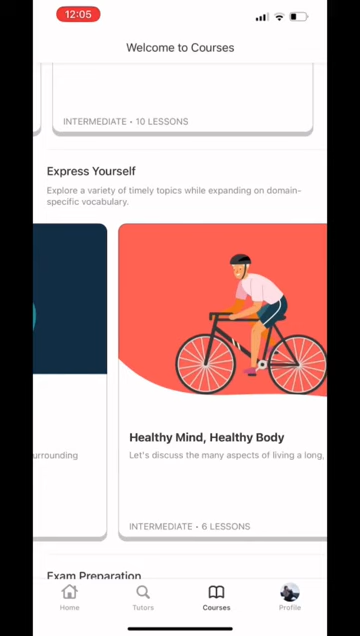 12:05
Welcome to Courses
INTERMEDIATE • 10 LESSONS
Express Yourself
Explore a variety of timely topics while expanding on domain-
specific vocabulary.
Healthy Mind, Healthy Body
urrounding
Let's discuss the many aspects of living a long,
INTERMEDIATE • 6 LESSONS
Exam Preparation
Home
Tutors
Courses
Profile